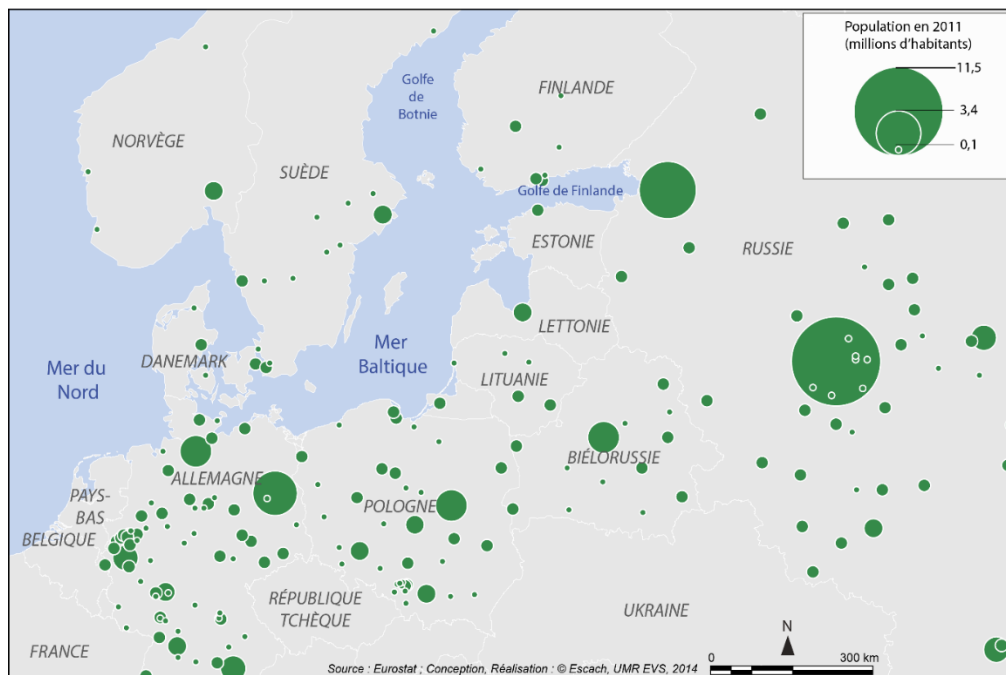 Population en 2011
(millions d'habitants)
11,5
3,4
0,1
Golfe
de
Botnie
FINLANDE
NORVÈGE
SUÈDE
Golfe de Finlande
ESTONIE
RUSSIE
LETTONIE
Mer du
Nord
DANEMARK
Mer
Baltique
LITUANIE
BIÉLORUSSIE
ALLEMAGNE
PAYS-
BAS
POLOGNE
BELGIQUE
RÉPUBLIQUE
TCHÈQUE
UKRAINE
FRANCE
N
0
300 km
Source : Eurostat ; Conception, Réalisation : © Escach, UMR EVS, 2014